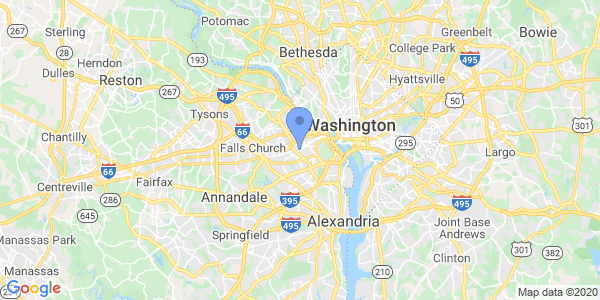 Potomac
Sterling
267
28
Herndon
Dulles
Reston
193
267
Bethesda
Greenbelt
College Park
495
Bowie
Hyattsville
50
Tysons
495
66
Washington
301
Chantilly
Falls Church
295
Largo
66
Centreville
Fairfax
645
Annandale
395
495
Alexandria
495
Joint Base
Andrews
Springfield
Manassas Park
Manassas
28
Clinton
301
382
210
5
Google
Map data ©2020